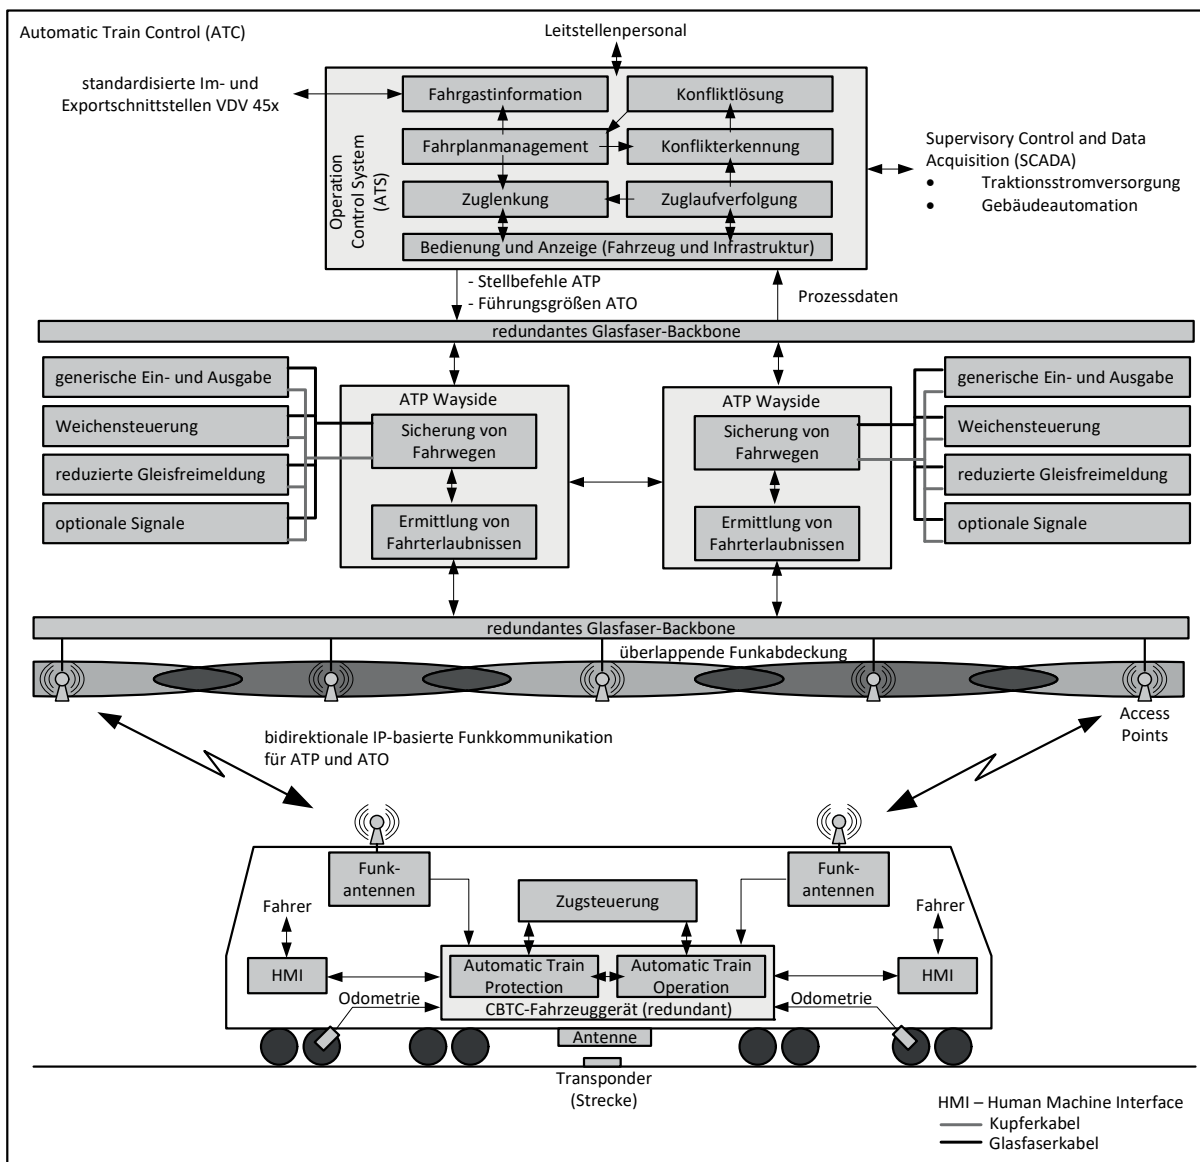 Automatic Train Control (ATC)
Leitstellenpersonal
standardisierte Im- und
Exportschnittstellen VDV 45x
Operation
Control System
(ATS)
Fahrgastinformation
Konfliktlösung
Fahrplanmanagement
Konflikterkennung
Zuglenkung
Zuglaufverfolgung
Bedienung und Anzeige (Fahrzeug und Infrastruktur)
Supervisory Control and Data
Acquisition (SCADA)
• Traktionsstromversorgung
• Gebäudeautomation
- Stellbefehle ATP
- Führungsgrößen ATO
Prozessdaten
redundantes Glasfaser-Backbone
generische Ein- und Ausgabe
Weichensteuerung
reduzierte Gleisfreimeldung
optionale Signale
ATP Wayside
Sicherung von
Fahrwegen
Ermittlung von
Fahrterlaubnissen
ATP Wayside
Sicherung von
Fahrwegen
Ermittlung von
Fahrterlaubnissen
generische Ein- und Ausgabe
Weichensteuerung
reduzierte Gleisfreimeldung
optionale Signale
redundantes Glasfaser-Backbone
überlappende Funkabdeckung
Access
Points
bidirektionale IP-basierte Funkkommunikation
für ATP und ATO
Funk-
antennen
Funk-
antennen
Zugsteuerung
Fahrer
Fahrer
HMI
HMI
Automatic Train
Protection
Automatic Train
Operation
CBTC-Fahrzeuggerät (redundant)
Odometrie
Odometrie
Antenne
Transponder
(Strecke)
HMI – Human Machine Interface
Kupferkabel
Glasfaserkabel